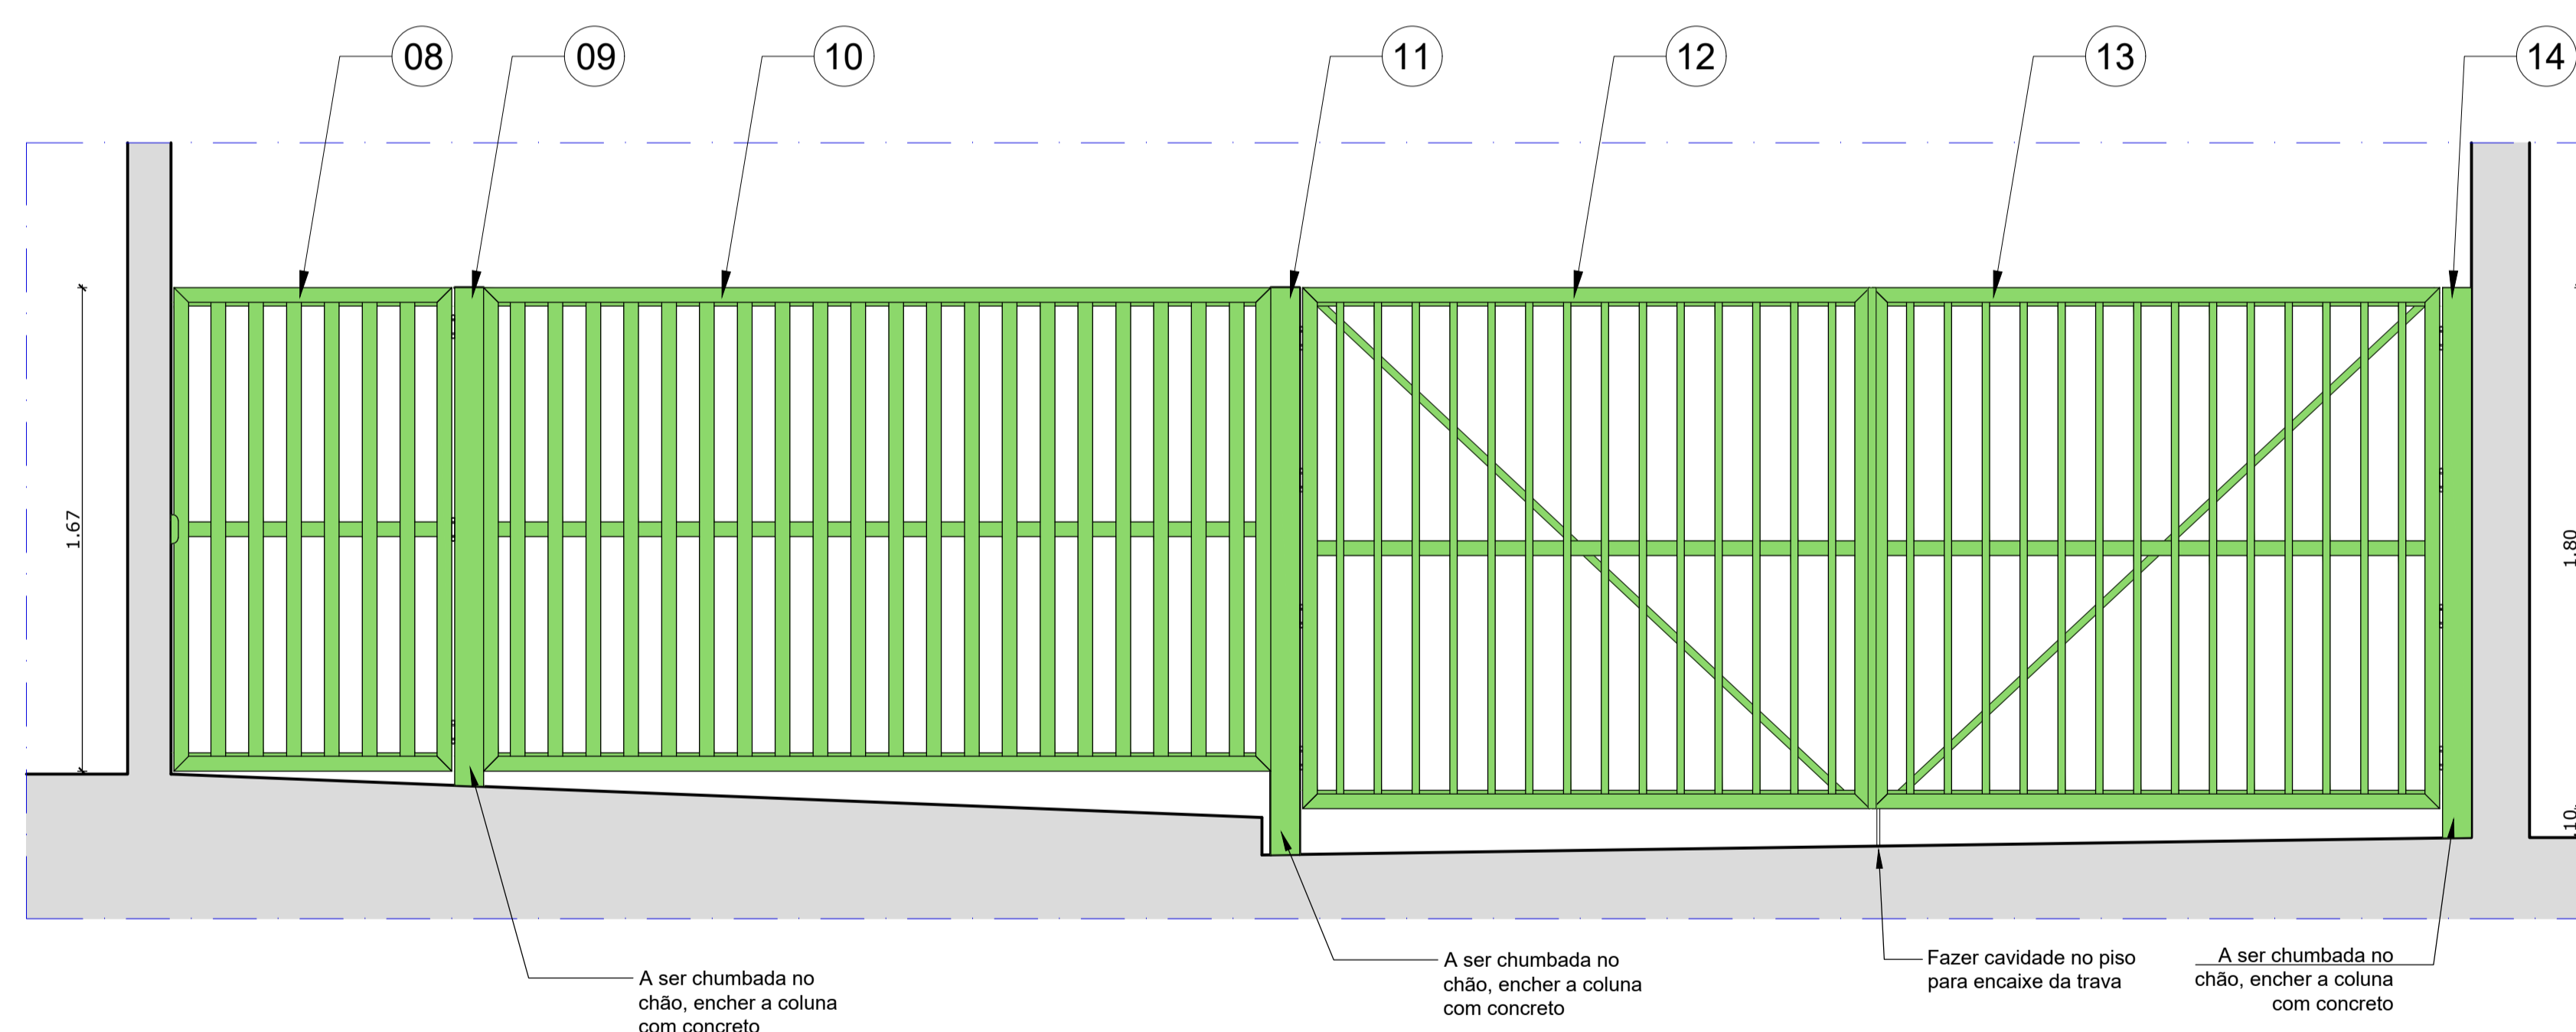 08
09
10
11
12
13
14
1.67
1.80
.10
A ser chumbada no
chão, encher a coluna
com concreto
A ser chumbada no
chão, encher a coluna
com concreto
Fazer cavidade no piso
para encaixe da trava
A ser chumbada no
chão, encher a coluna
com concreto